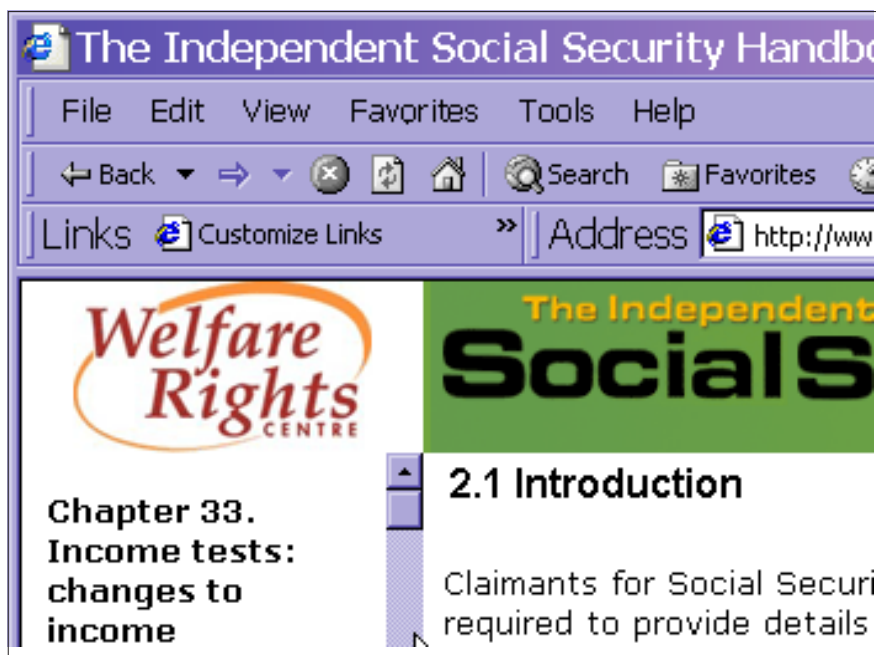 The Independent Social Security Handbo
File Edit View Favorites Tools Help
Back Search Favorites
Links Customize Links » Address http://ww
Welfare
Rights
CENTRE
The Independent
Social S
Chapter 33.
Income tests:
changes to
income
2.1 Introduction
Claimants for Social Securi
required to provide details